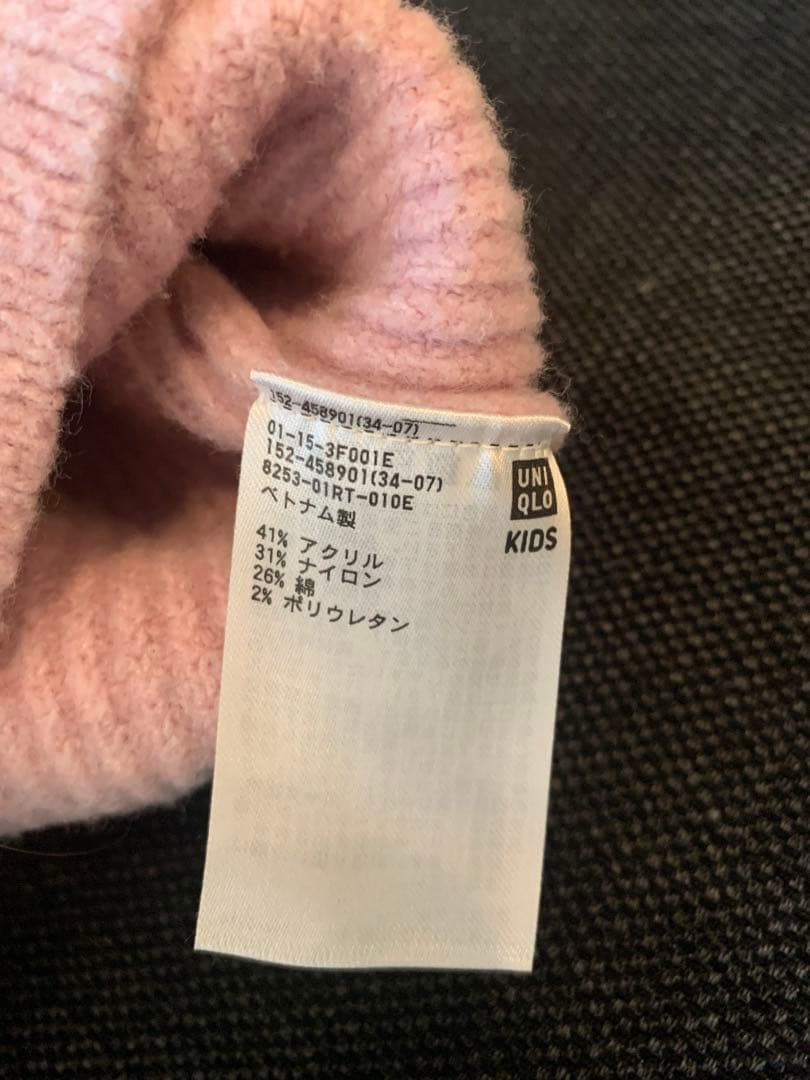 152-458901(34-07)
01-15-3F001E
152-458901(34-07)
8253-01RT-010E
ベトナム製
41% アクリル
31% ナイロン
26% 綿
2% ポリウレタン
UNI
QLO
KIDS